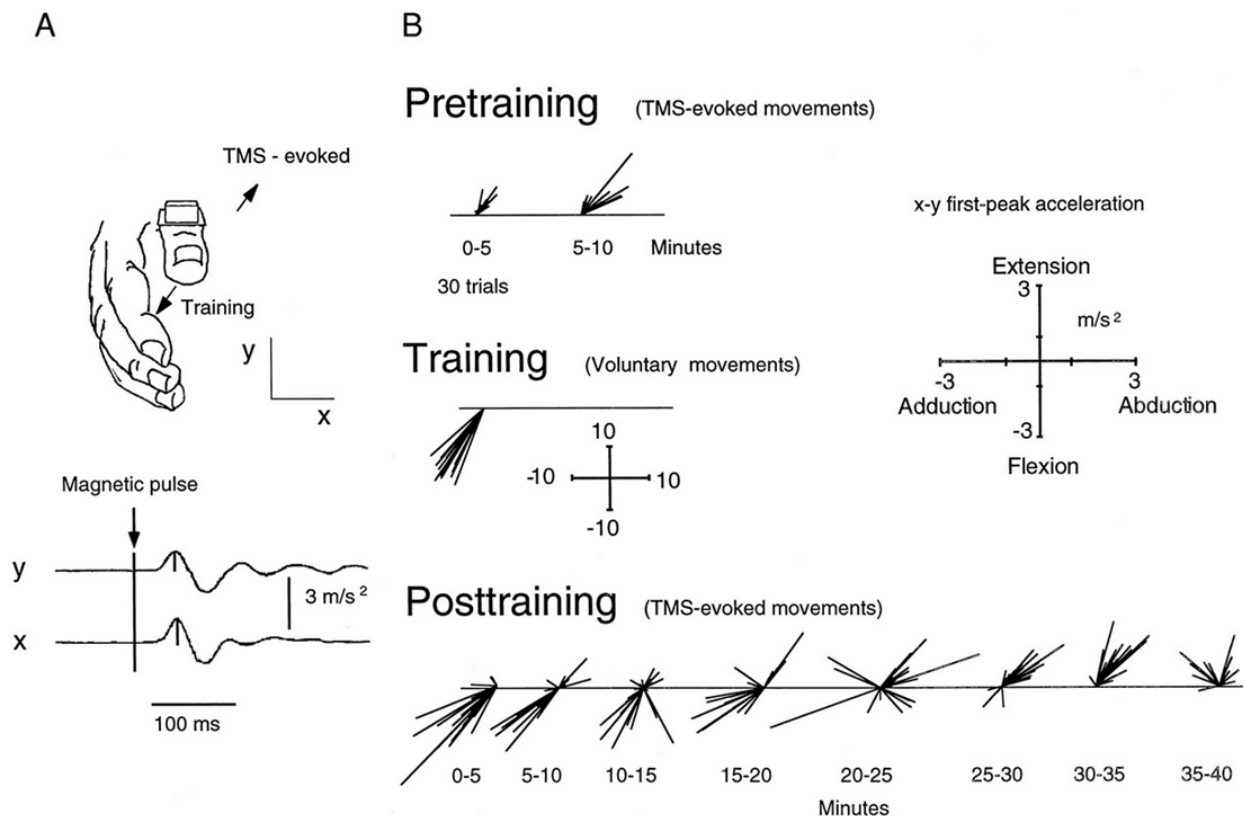 A
TMS - evoked
Training
y
x
Magnetic pulse
y
3 m/s 2
x
100 ms
B
Pretraining (TMS-evoked movements)
0-5 5-10 Minutes
30 trials
x-y first-peak acceleration
Extension
3
m/s 2
-3 3
Adduction Abduction
-3
Flexion
Training (Voluntary movements)
10
-10 10
-10
Posttraining (TMS-evoked movements)
0-5 5-10 10-15 15-20 20-25 25-30 30-35 35-40
Minutes